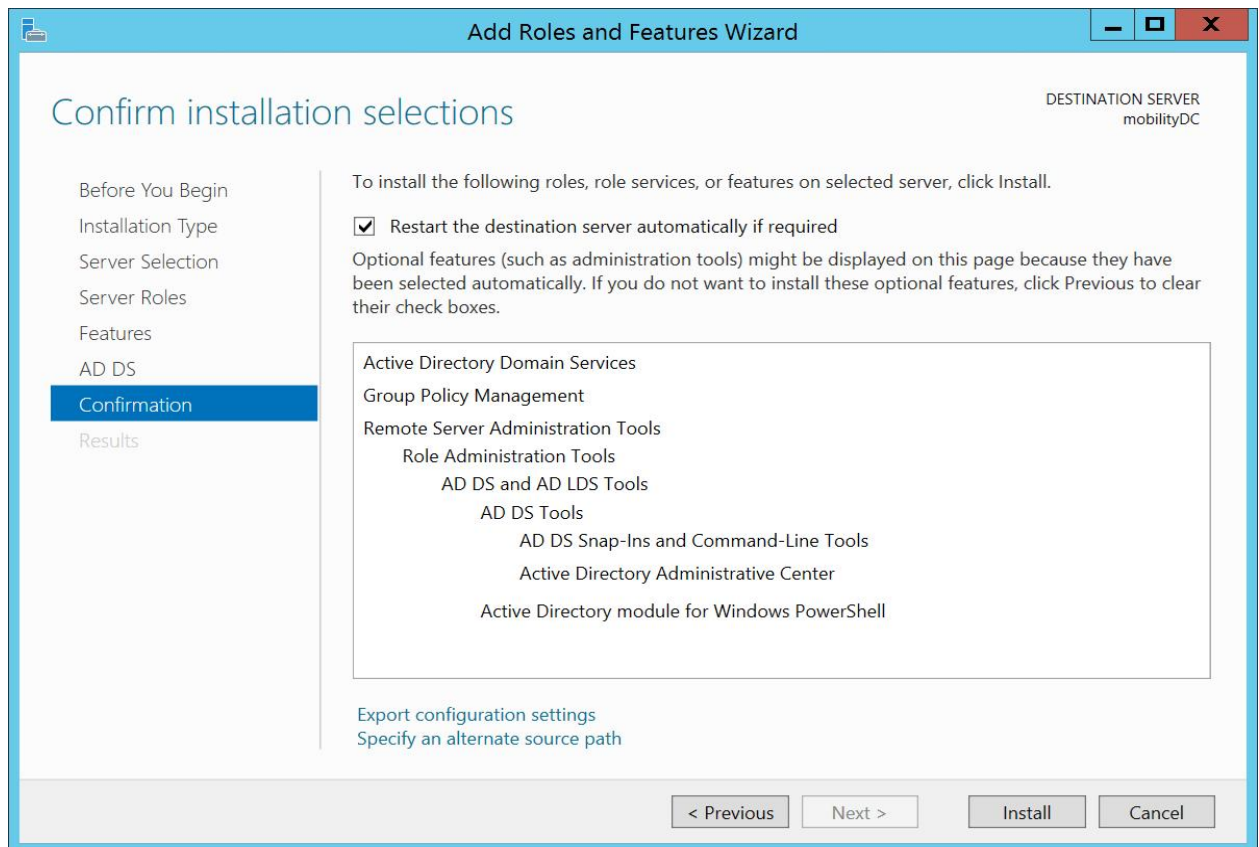 Add Roles and Features Wizard
X
Confirm installation selections
DESTINATION SERVER
mobilityDC
Before You Begin
Installation Type
Server Selection
Server Roles
Features
AD DS
Confirmation
Results
To install the following roles, role services, or features on selected server, click Install.
Restart the destination server automatically if required
Optional features (such as administration tools) might be displayed on this page because they have
been selected automatically. If you do not want to install these optional features, click Previous to clear
their check boxes.
Active Directory Domain Services
Group Policy Management
Remote Server Administration Tools
Role Administration Tools
AD DS and AD LDS Tools
AD DS Tools
AD DS Snap-Ins and Command-Line Tools
Active Directory Administrative Center
Active Directory module for Windows PowerShell
Export configuration settings
Specify an alternate source path
< Previous
Next >
Install
Cancel